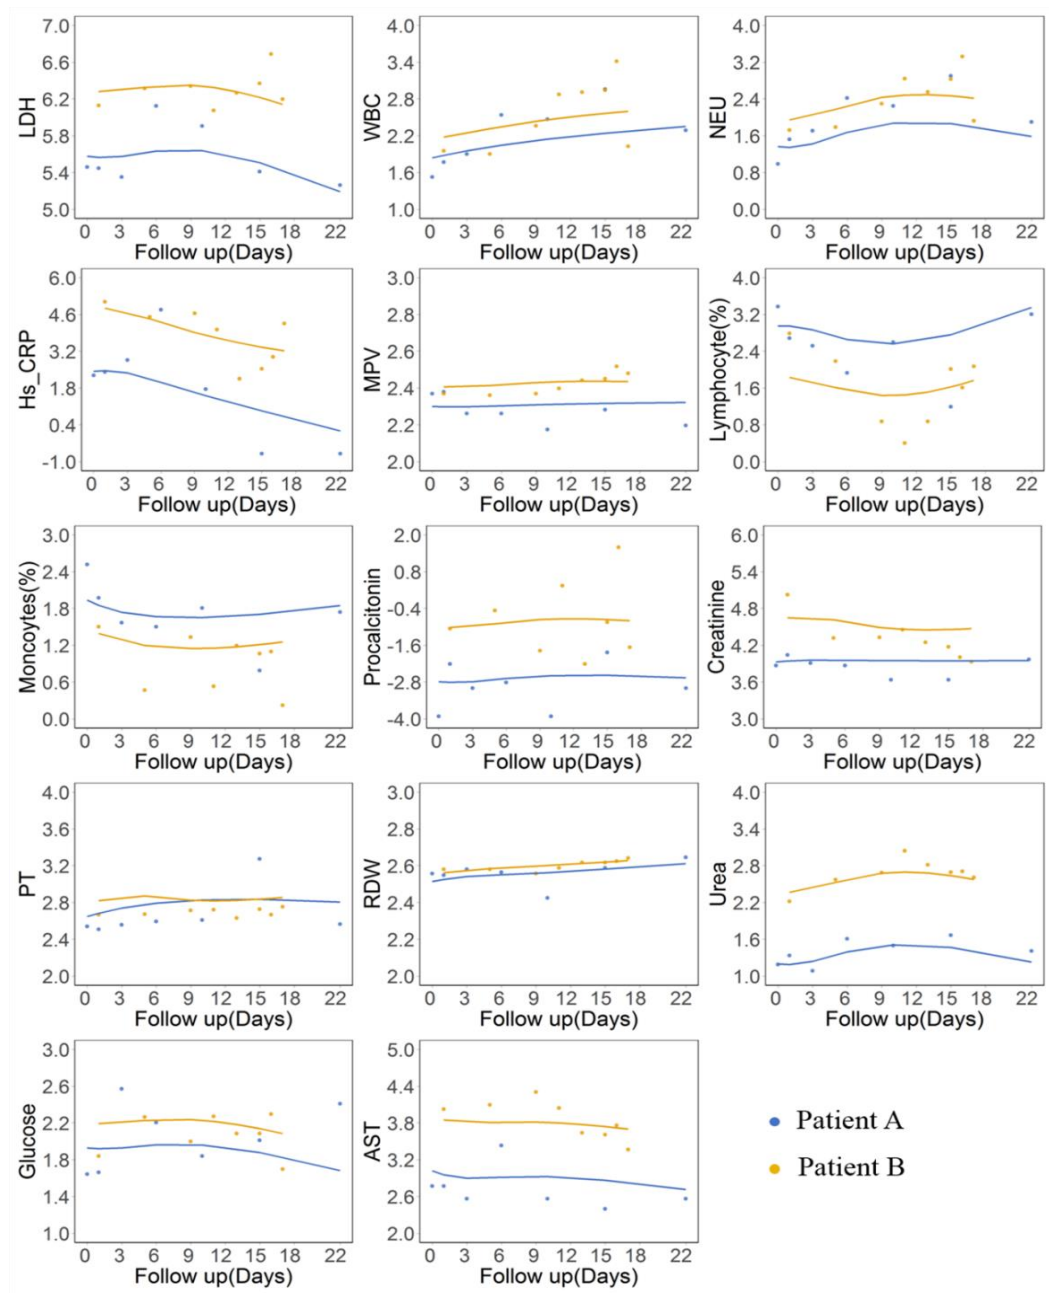 LDH
7.0
6.6
6.2
5.8
5.4
5.0
0 3 6 9 12 15 18 22
Follow up(Days)
WBC
4.0
3.4
2.8
2.2
1.6
1.0
0 3 6 9 12 15 18 22
Follow up(Days)
NEU
4.0
3.2
2.4
1.6
0.8
0.0
0 3 6 9 12 15 18 22
Follow up(Days)
Hs_CRP
6.0
4.6
3.2
1.8
0.4
-1.0
0 3 6 9 12 15 18 22
Follow up(Days)
MPV
3.0
2.8
2.6
2.4
2.2
2.0
0 3 6 9 12 15 18 22
Follow up(Days)
Lymphocyte(%)
4.0
3.2
2.4
1.6
0.8
0.0
0 3 6 9 12 15 18 22
Follow up(Days)
Moncoytes(%)
3.0
2.4
1.8
1.2
0.6
0.0
0 3 6 9 12 15 18 22
Follow up(Days)
Procalcitonin
2.0
0.8
-0.4
-1.6
-2.8
-4.0
0 3 6 9 12 15 18 22
Follow up(Days)
Creatinine
6.0
5.4
4.8
4.2
3.6
3.0
0 3 6 9 12 15 18 22
Follow up(Days)
PT
4.0
3.6
3.2
2.8
2.4
2.0
0 3 6 9 12 15 18 22
Follow up(Days)
RDW
3.0
2.8
2.6
2.4
2.2
2.0
0 3 6 9 12 15 18 22
Follow up(Days)
Urea
4.0
3.4
2.8
2.2
1.6
1.0
0 3 6 9 12 15 18 22
Follow up(Days)
Glucose
3.0
2.6
2.2
1.8
1.4
1.0
0 3 6 9 12 15 18 22
Follow up(Days)
AST
5.0
4.4
3.8
3.2
2.6
2.0
0 3 6 9 12 15 18 22
Follow up(Days)
Patient A
Patient B